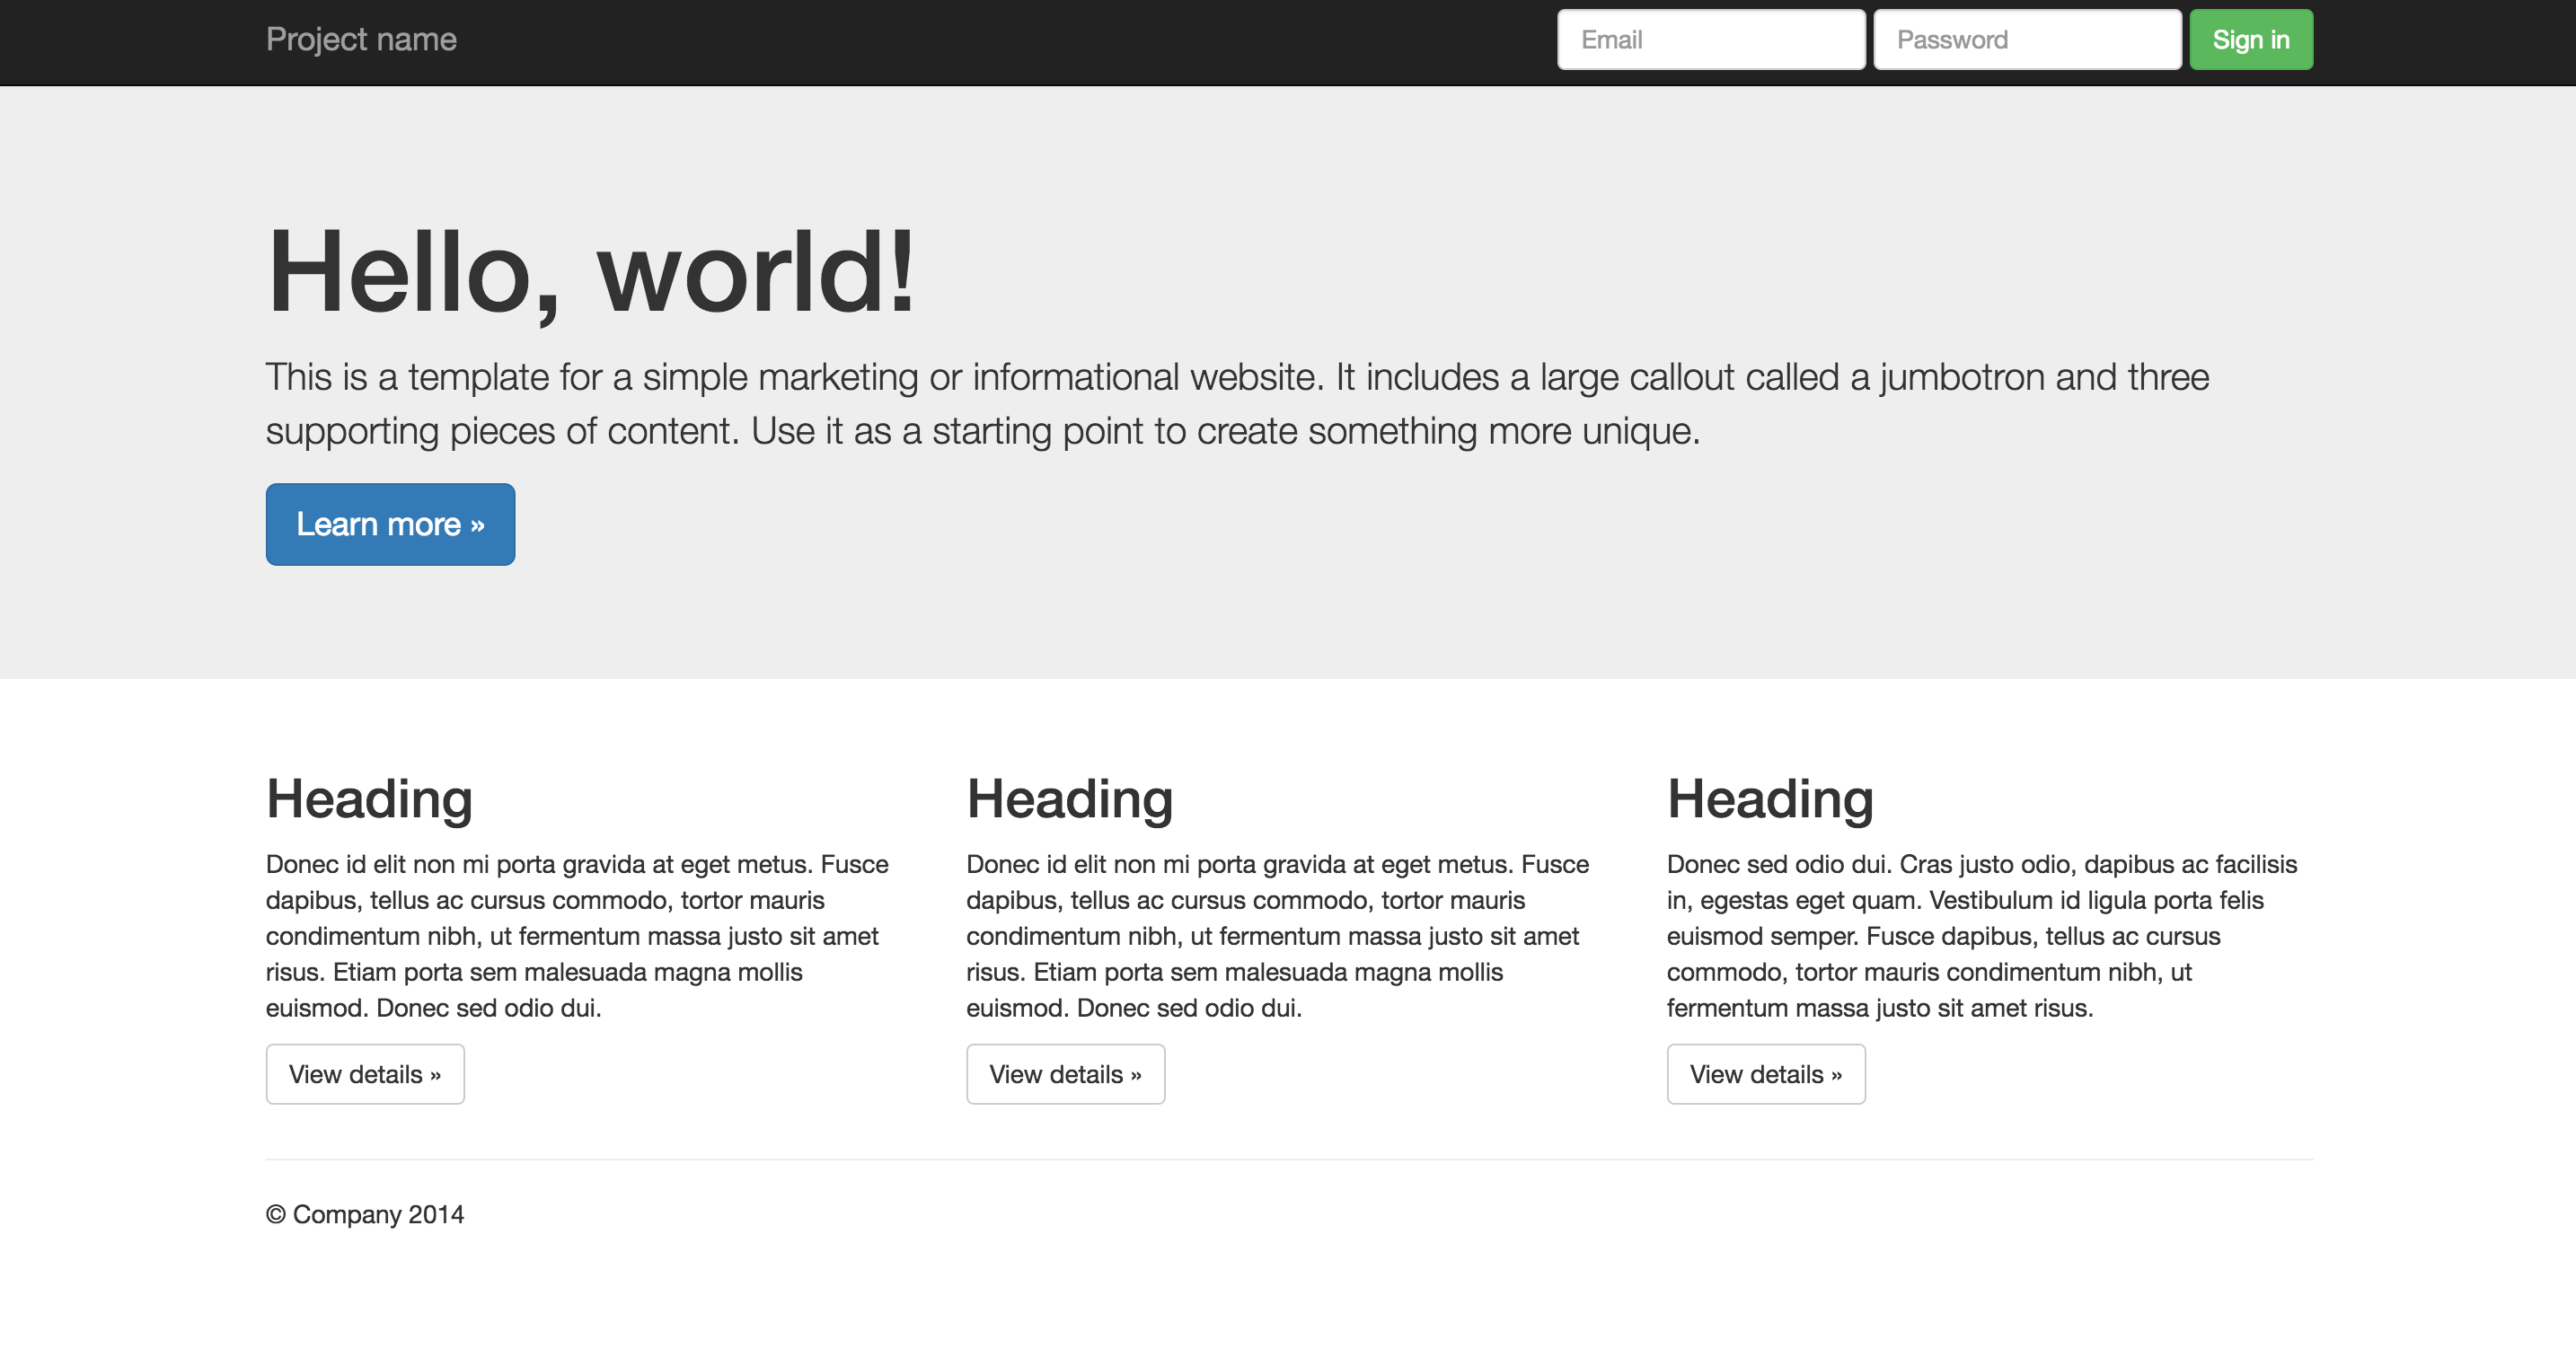 Project name
Email
Password
Sign in
Hello, world!
This is a template for a simple marketing or informational website. It includes a large callout called a jumbotron and three
supporting pieces of content. Use it as a starting point to create something more unique.
Learn more »
Heading
Donec id elit non mi porta gravida at eget metus. Fusce
dapibus, tellus ac cursus commodo, tortor mauris
condimentum nibh, ut fermentum massa justo sit amet
risus. Etiam porta sem malesuada magna mollis
euismod. Donec sed odio dui.
View details »
Heading
Donec id elit non mi porta gravida at eget metus. Fusce
dapibus, tellus ac cursus commodo, tortor mauris
condimentum nibh, ut fermentum massa justo sit amet
risus. Etiam porta sem malesuada magna mollis
euismod. Donec sed odio dui.
View details »
Heading
Donec sed odio dui. Cras justo odio, dapibus ac facilisis
in, egestas eget quam. Vestibulum id ligula porta felis
euismod semper. Fusce dapibus, tellus ac cursus
commodo, tortor mauris condimentum nibh, ut
fermentum massa justo sit amet risus.
View details »
© Company 2014